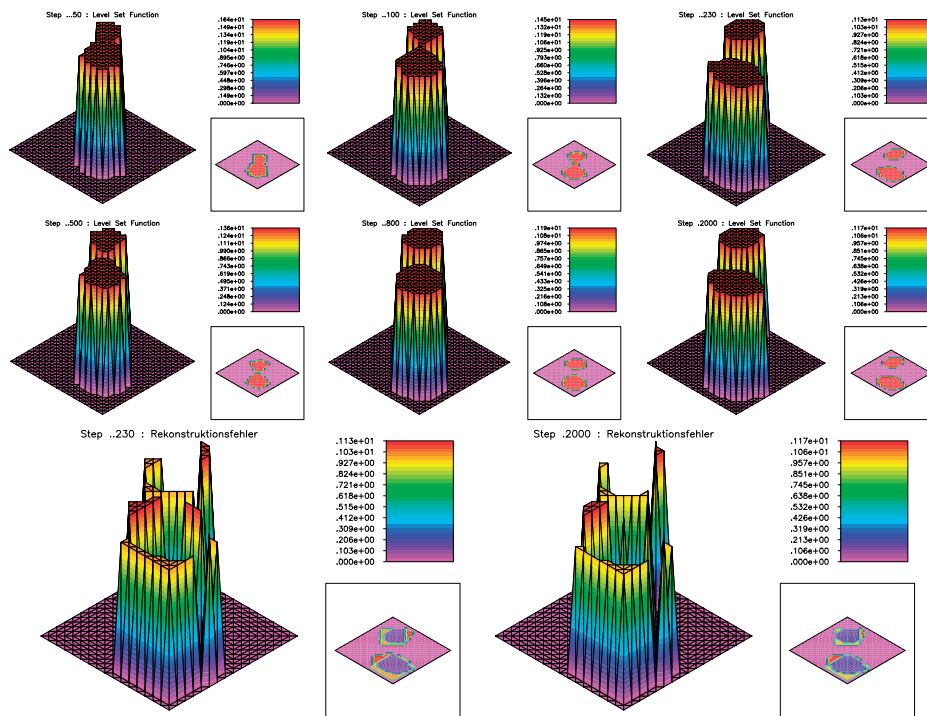 Step ...50 : Level Set Function
.164e+01
.149e+01
.134e+01
.119e+01
.104e+01
.895e+00
.746e+00
.597e+00
.448e+00
.298e+00
.149e+00
.000e+00
Step ..100 : Level Set Function
.145e+01
.132e+01
.119e+01
.106e+01
.925e+00
.793e+00
.660e+00
.528e+00
.396e+00
.264e+00
.132e+00
.000e+00
Step ..230 : Level Set Function
.113e+01
.103e+01
.927e+00
.824e+00
.721e+00
.618e+00
.515e+00
.412e+00
.309e+00
.206e+00
.103e+00
.000e+00
Step ..500 : Level Set Function
.136e+01
.124e+01
.111e+01
.990e+00
.866e+00
.743e+00
.619e+00
.495e+00
.371e+00
.248e+00
.124e+00
.000e+00
Step ..800 : Level Set Function
.119e+01
.108e+01
.974e+00
.865e+00
.757e+00
.649e+00
.541e+00
.433e+00
.325e+00
.216e+00
.108e+00
.000e+00
Step .2000 : Level Set Function
.117e+01
.106e+01
.957e+00
.851e+00
.745e+00
.638e+00
.532e+00
.426e+00
.319e+00
.213e+00
.106e+00
.000e+00
Step ..230 : Rekonstruktionsfehler
.113e+01
.103e+01
.927e+00
.824e+00
.721e+00
.618e+00
.515e+00
.412e+00
.309e+00
.206e+00
.103e+00
.000e+00
Step .2000 : Rekonstruktionsfehler
.117e+01
.106e+01
.957e+00
.851e+00
.745e+00
.638e+00
.532e+00
.426e+00
.319e+00
.213e+00
.106e+00
.000e+00